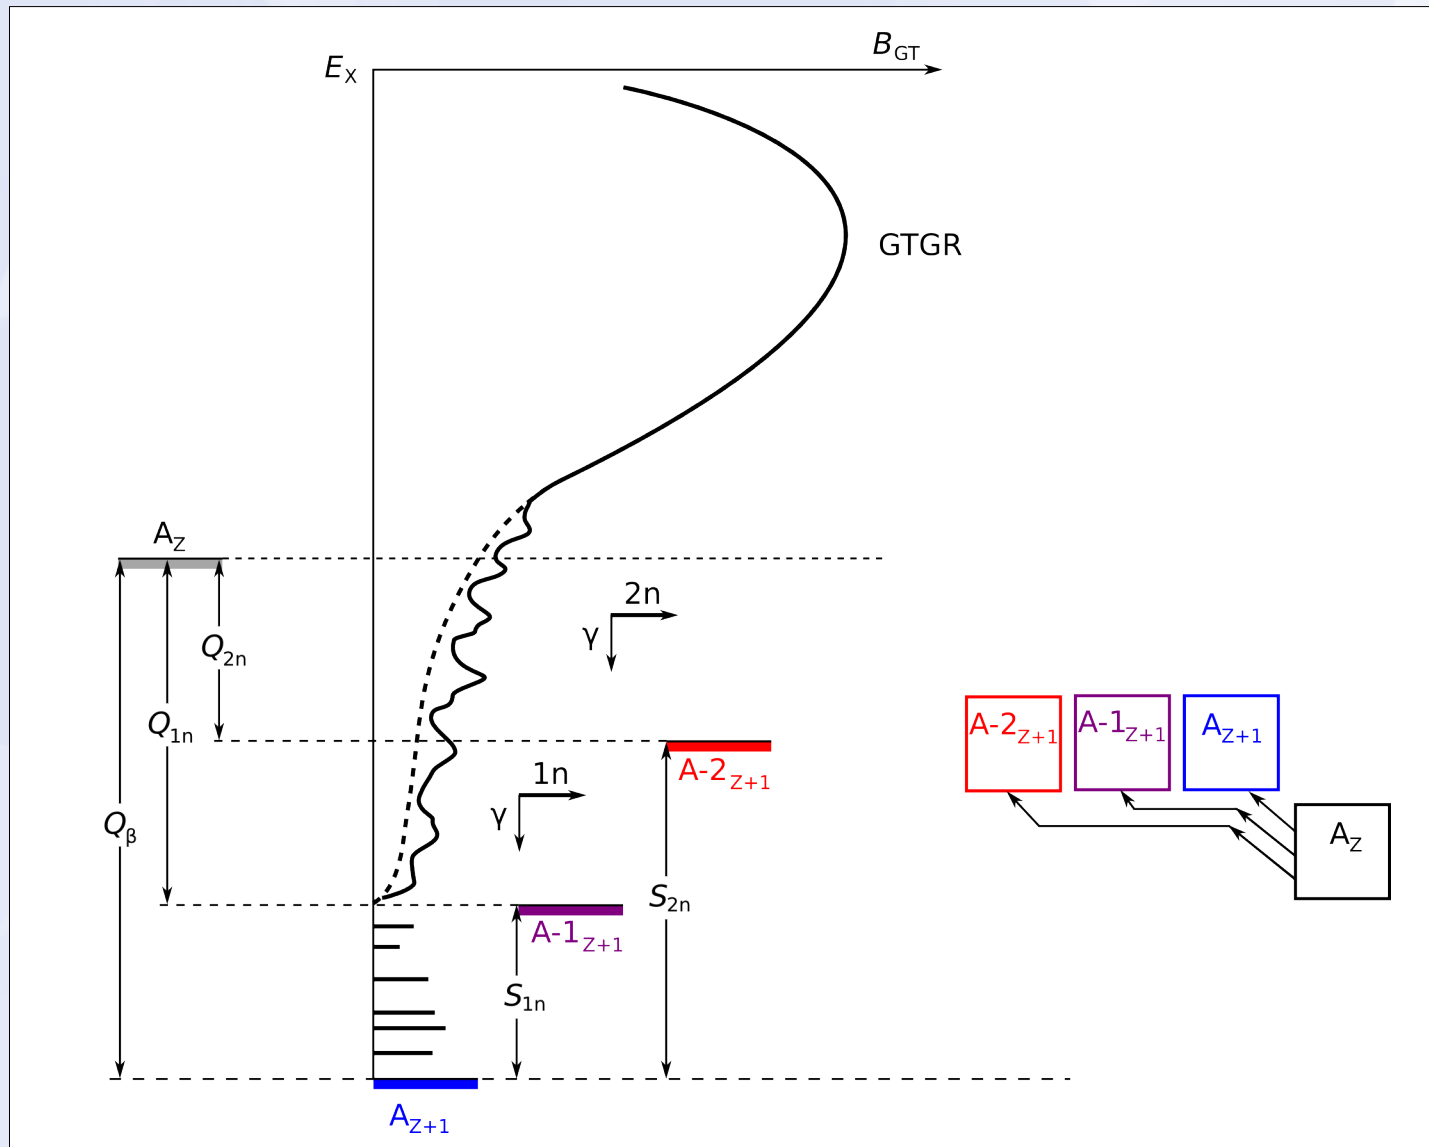 E_X
B_GT
GTGR
A_Z
2n
γ
Q_2n
Q_1n
A-2_Z+1
A-1_Z+1
A_Z+1
A-2_Z+1
1n
γ
Q_β
A_Z
S_2n
A-1_Z+1
S_1n
A_Z+1